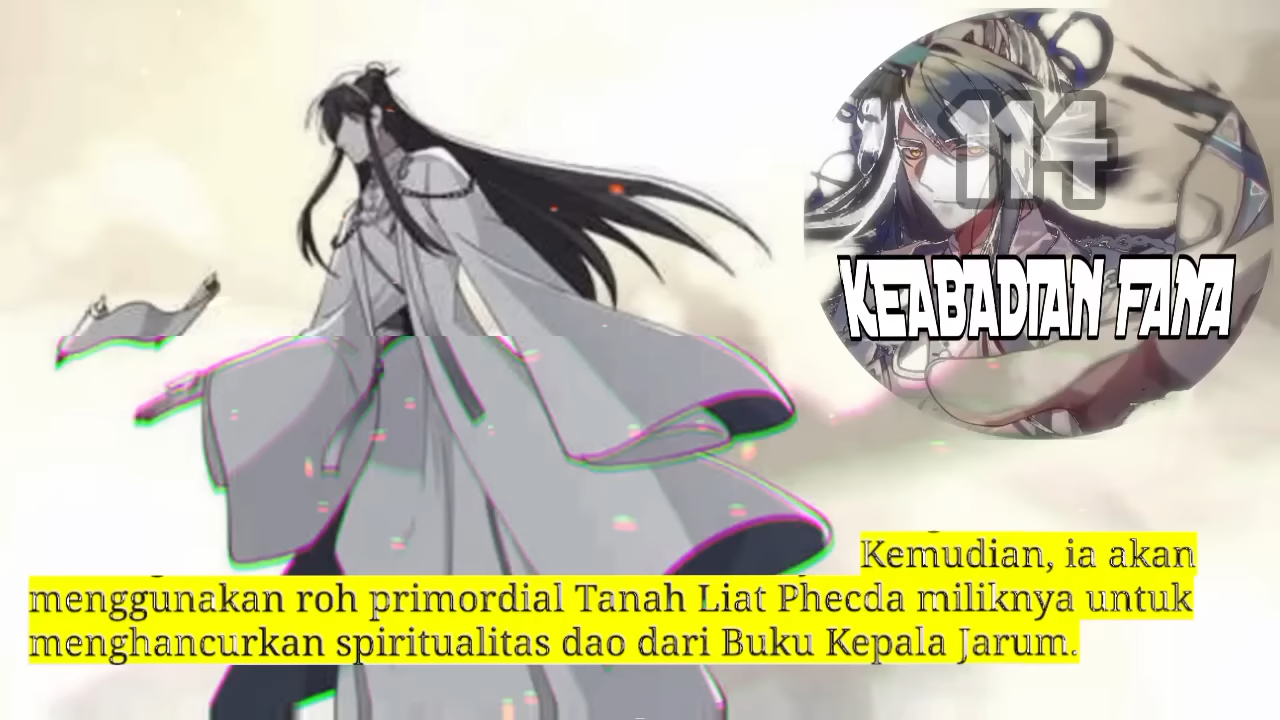 114
KEABADIAN FANA
Kemudian, ia akan
menggunakan roh primordial Tanah Liat Phecda miliknya untuk
menghancurkan spiritualitas dao dari Buku Kepala Jarum.